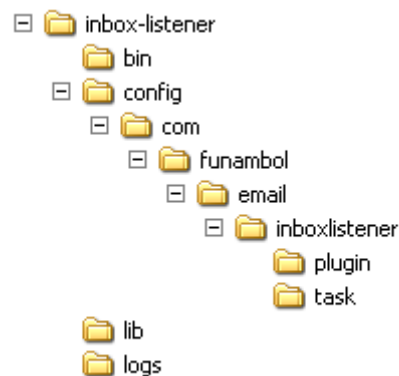 inbox-listener
bin
config
com
funambol
email
inboxlistener
plugin
task
lib
logs